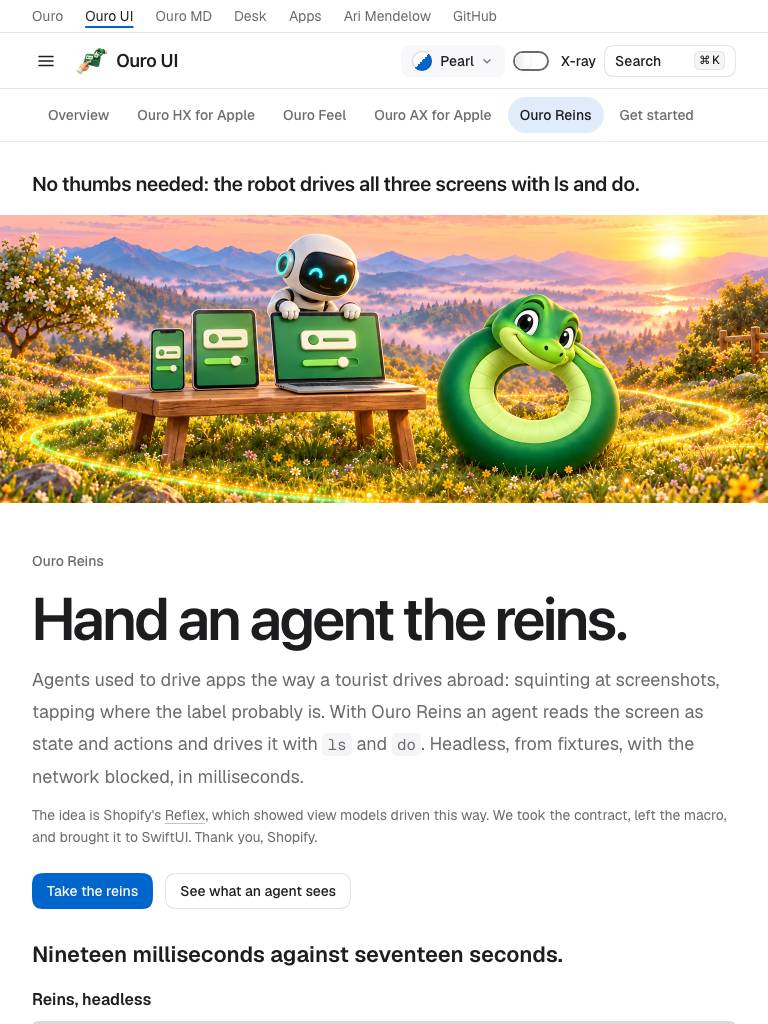 Ouro Ouro UI Ouro MD Desk Apps Ari Mendelow GitHub
Ouro UI Pearl X-ray Search ⌘ K
Overview Ouro HX for Apple Ouro Feel Ouro AX for Apple Ouro Reins Get started
No thumbs needed: the robot drives all three screens with ls and do.
Ouro Reins
Hand an agent the reins.
Agents used to drive apps the way a tourist drives abroad: squinting at screenshots,
tapping where the label probably is. With Ouro Reins an agent reads the screen as
state and actions and drives it with ls and do. Headless, from fixtures, with the
network blocked, in milliseconds.
The idea is Shopify's Reflex, which showed view models driven this way. We took the contract, left the macro,
and brought it to SwiftUI. Thank you, Shopify.
Take the reins See what an agent sees
Nineteen milliseconds against seventeen seconds.
Reins, headless